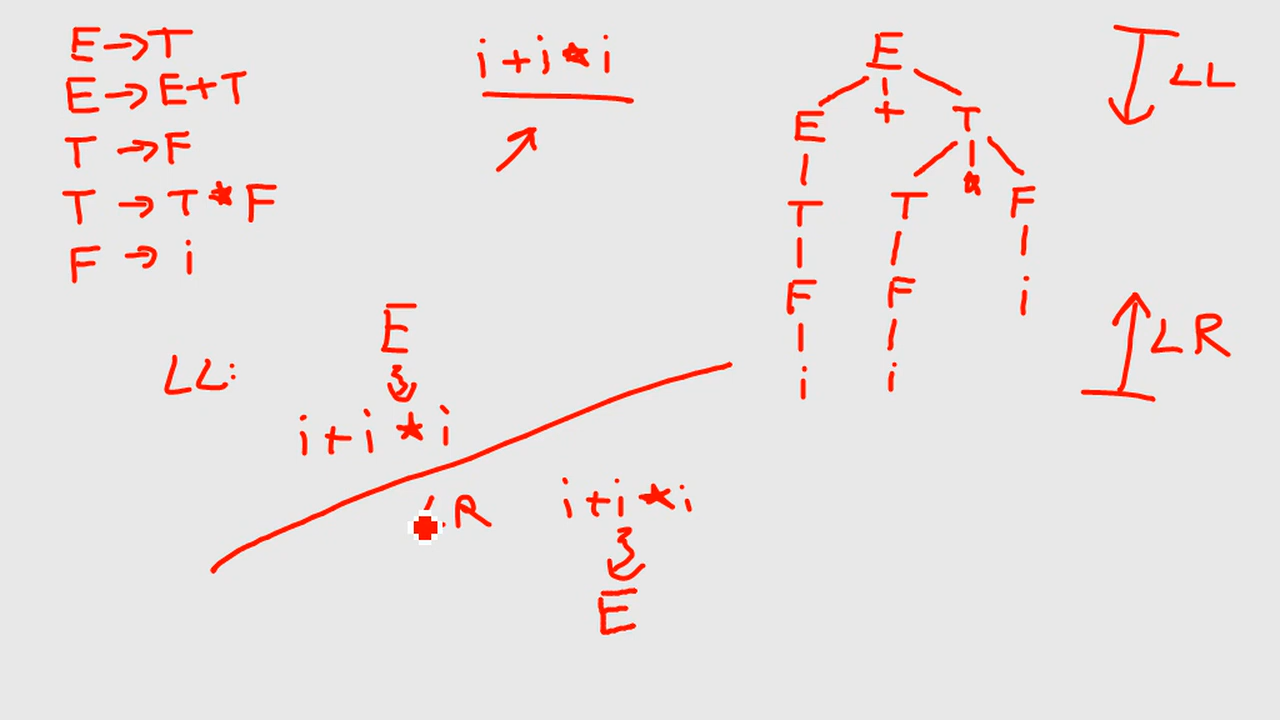 E→T
E→E+T
T→F
T→T*F
F→i
i+i*i
E
E + T
T * F
T F i
F i
i
LL
LR
LL:
E
i+i*i
LR
i+i*i
E